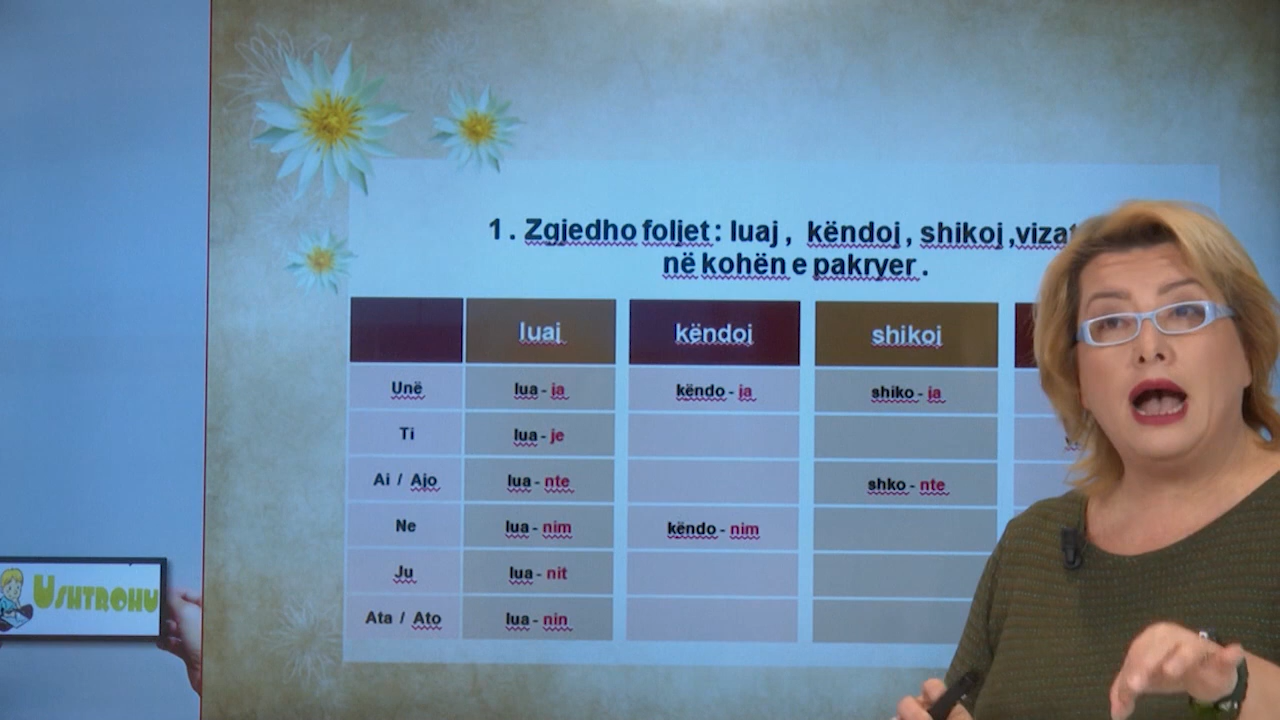 1. Zgjedho foljet: luaj, këndoj, shikoj,
në kohën e pakryer.
luaj këndoj shikoj
Unë lua - ja këndo - ja shiko - ja
Ti lua - je
Ai / Ajo lua - nte shko - nte
Ne lua - nim këndo - nim
Ju lua - nit
Ata / Ato lua - nin
USHTROHU